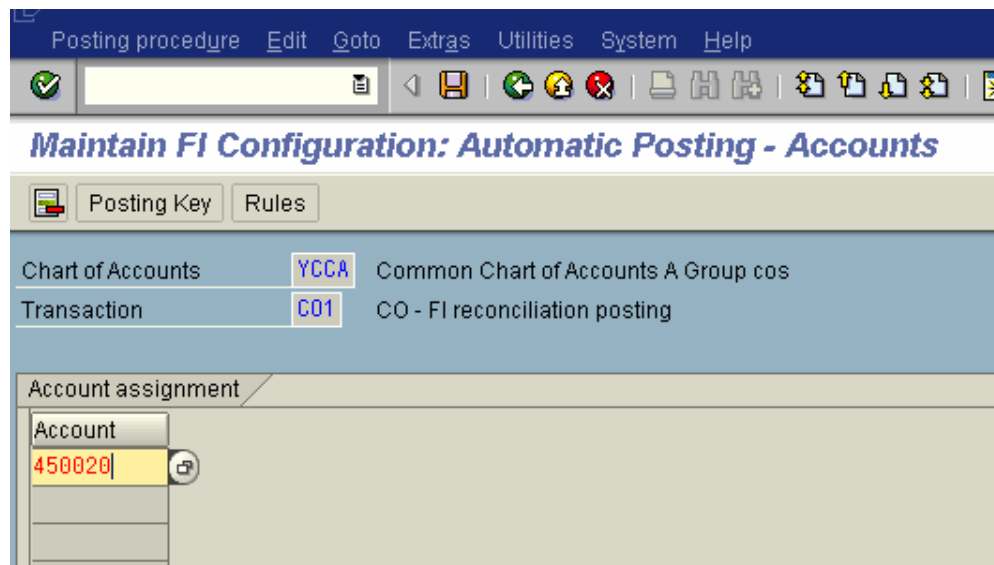 Posting procedure Edit Goto Extras Utilities System Help
Maintain FI Configuration: Automatic Posting - Accounts
Posting Key Rules
Chart of Accounts YCCA Common Chart of Accounts A Group cos
Transaction CO1 CO - FI reconciliation posting
Account assignment
Account
450020